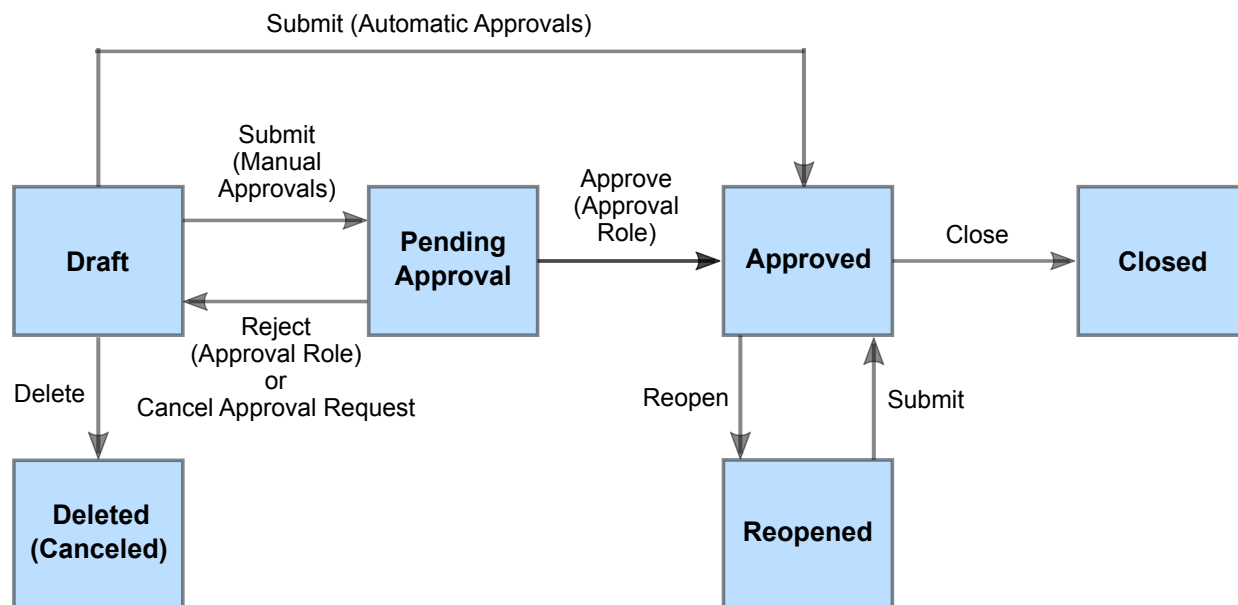 Submit (Automatic Approvals)
Submit
(Manual
Approvals)
Approve
(Approval
Role)
Draft
Pending
Approval
Approved
Close
Closed
Reject
(Approval Role)
or
Cancel Approval Request
Delete
Reopen
Submit
Deleted
(Canceled)
Reopened